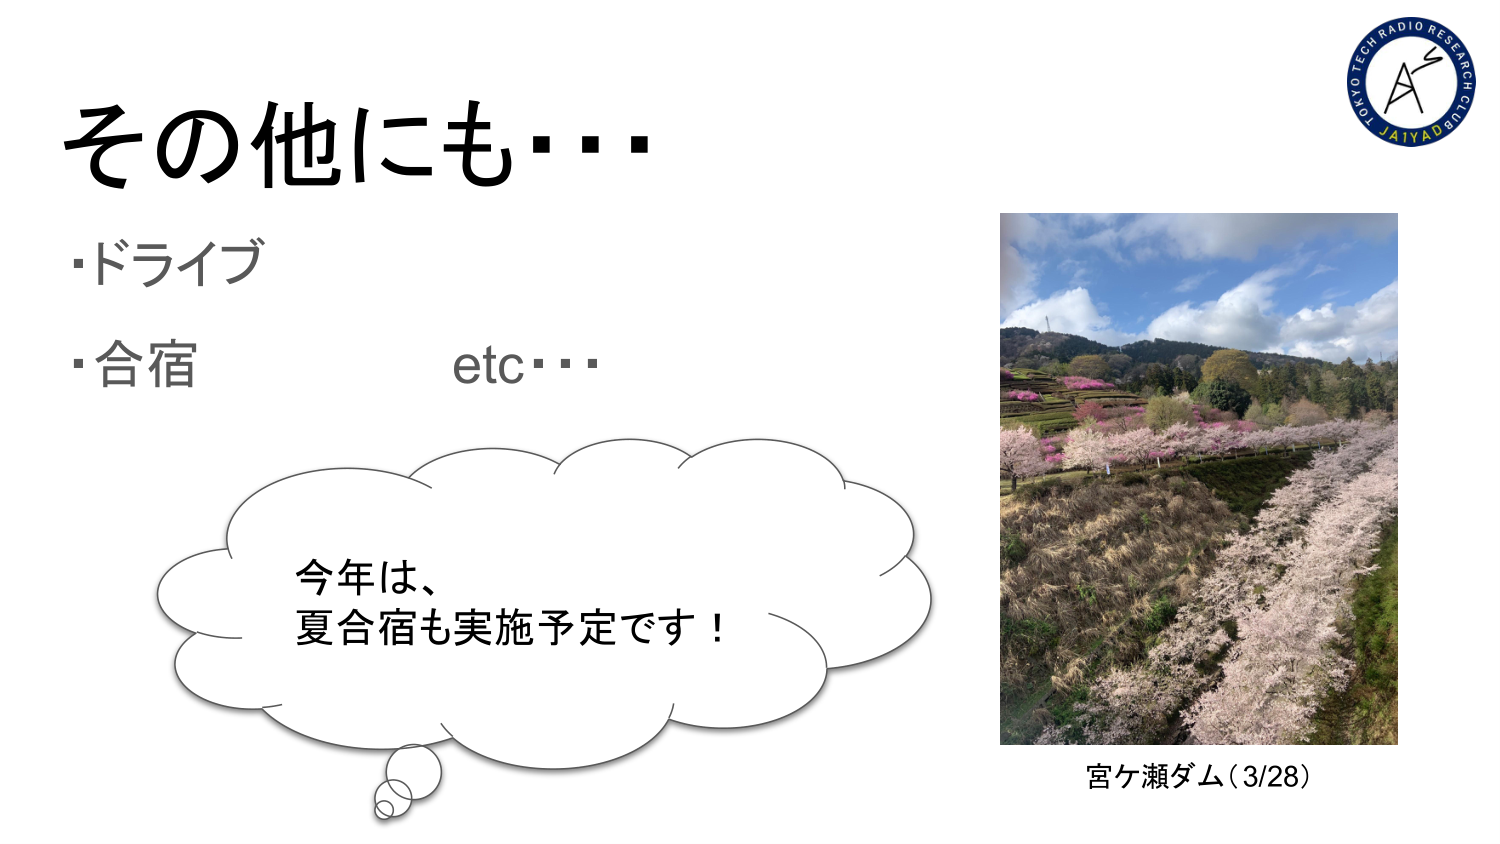 その他にも・・・
TOKYO TECH RADIO RESEARCH CLUB
JA1YAD
・ドライブ
・合宿 etc・・・
今年は、
夏合宿も実施予定です！
宮ケ瀬ダム（3/28）